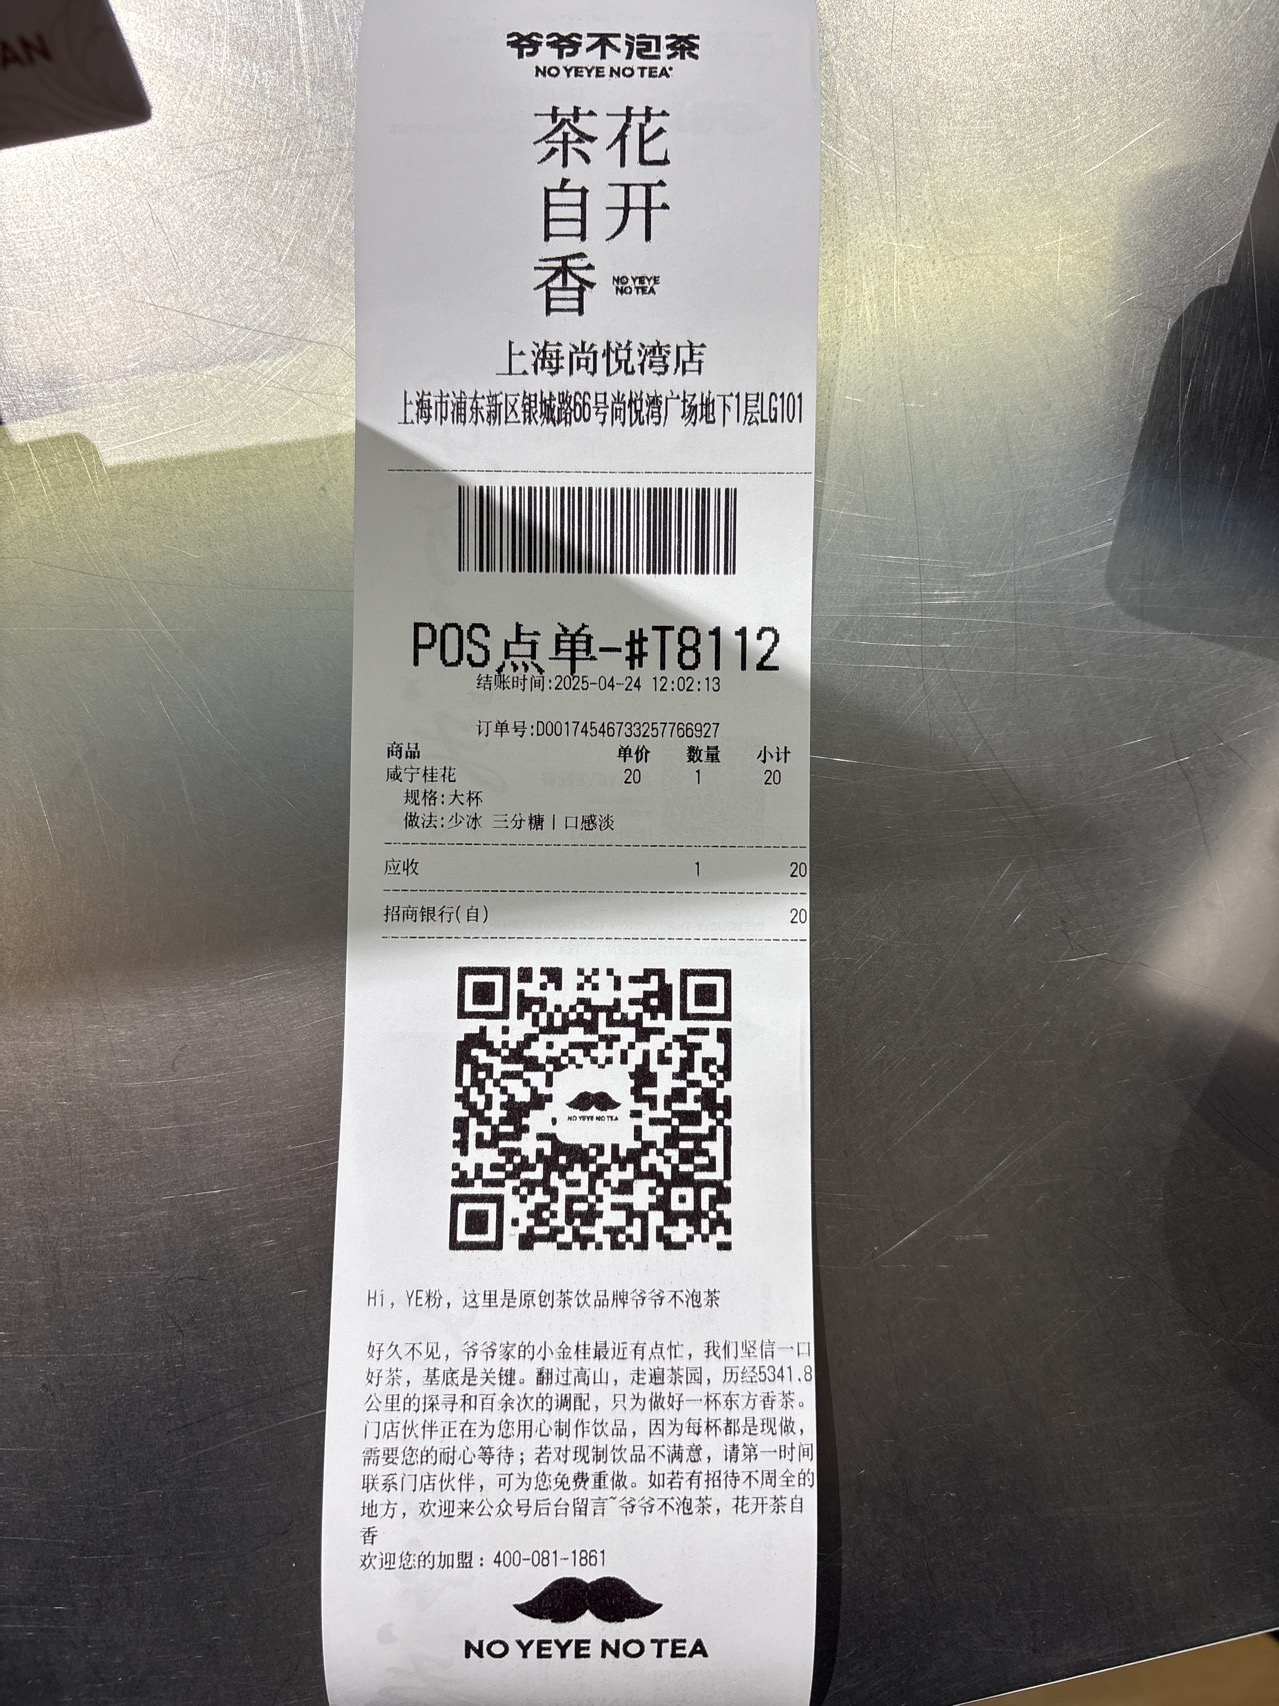 AN
爷爷不泡茶
NO YEYE NO TEA
花开
茶自香
NO YEYE
NO TEA
上海尚悦湾店
上海市浦东新区银城路66号尚悦湾广场地下1层LG101
POS点单-#T8112
结账时间:2025-04-24 12:02:13
订单号:D00174546733257766927
商品 单价 数量 小计
咸宁桂花 20 1 20
规格:大杯
做法:少冰 三分糖|口感淡
应收 1 20
招商银行(自) 20
NO YEYE NO TEA
Hi, YE粉, 这里是原创茶饮品牌爷爷不泡茶
好久不见, 爷爷家的小金桂最近有点忙, 我们坚信一口
好茶, 基底是关键。翻过高山, 走遍茶园, 历经5341.8
公里的探寻和百余次的调配, 只为做好一杯东方香茶。
门店伙伴正在为您用心制作饮品, 因为每杯都是现做,
需要您的耐心等待; 若对现制饮品不满意, 请第一时间
联系门店伙伴, 可为您免费重做。如若有招待不周全的
地方, 欢迎来公众号后台留言~爷爷不泡茶, 花开茶自
香
欢迎您的加盟: 400-081-1861
NO YEYE NO TEA